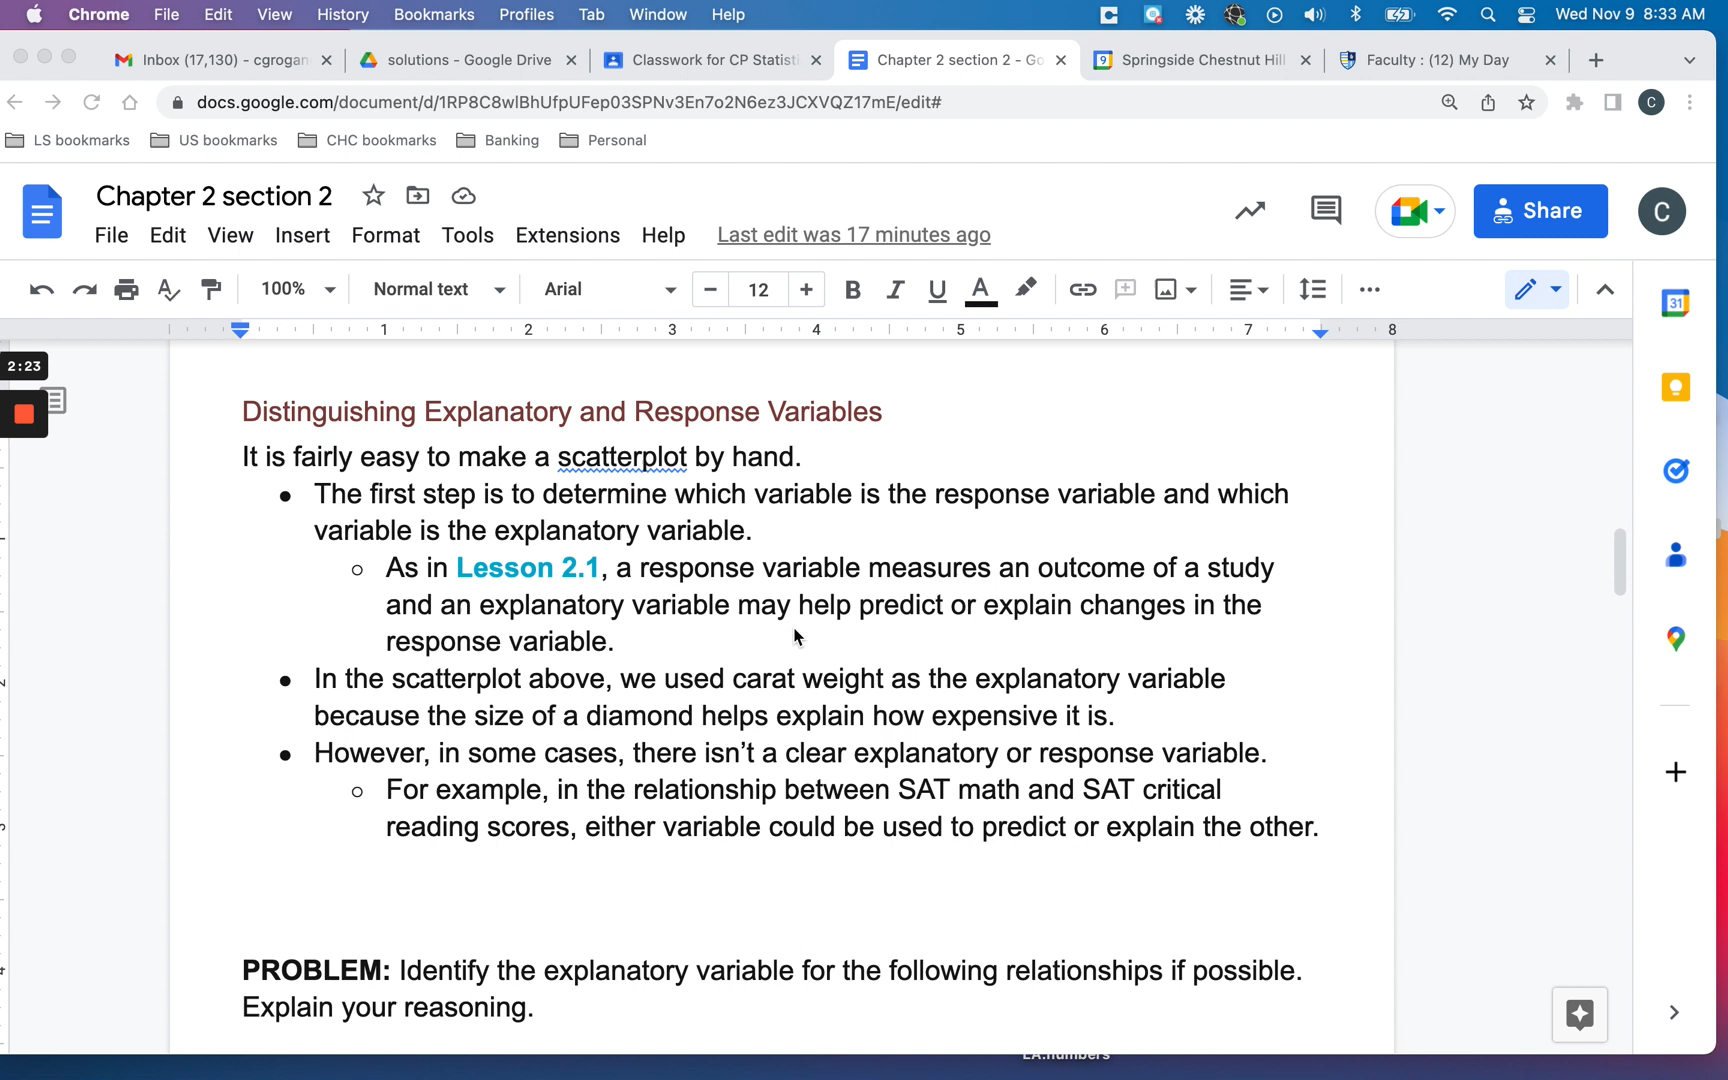 Chrome File Edit View History Bookmarks Profiles Tab Window Help Wed Nov 9 8:33 AM
Inbox (17,130) - cgrogan solutions - Google Drive Classwork for CP Statisti Chapter 2 section 2 - Go Springside Chestnut Hill Faculty : (12) My Day
docs.google.com/document/d/1RP8C8wlBhUfpUFep03SPNv3En7o2N6ez3JCXVQZ17mE/edit#
LS bookmarks US bookmarks CHC bookmarks Banking Personal
Chapter 2 section 2
Share
C
File Edit View Insert Format Tools Extensions Help Last edit was 17 minutes ago
100% Normal text Arial 12
1 2 3 4 5 6 7 8
2:23
Distinguishing Explanatory and Response Variables
It is fairly easy to make a scatterplot by hand.
● The first step is to determine which variable is the response variable and which
variable is the explanatory variable.
○ As in Lesson 2.1, a response variable measures an outcome of a study
and an explanatory variable may help predict or explain changes in the
response variable.
● In the scatterplot above, we used carat weight as the explanatory variable
because the size of a diamond helps explain how expensive it is.
● However, in some cases, there isn’t a clear explanatory or response variable.
○ For example, in the relationship between SAT math and SAT critical
reading scores, either variable could be used to predict or explain the other.
PROBLEM: Identify the explanatory variable for the following relationships if possible.
Explain your reasoning.